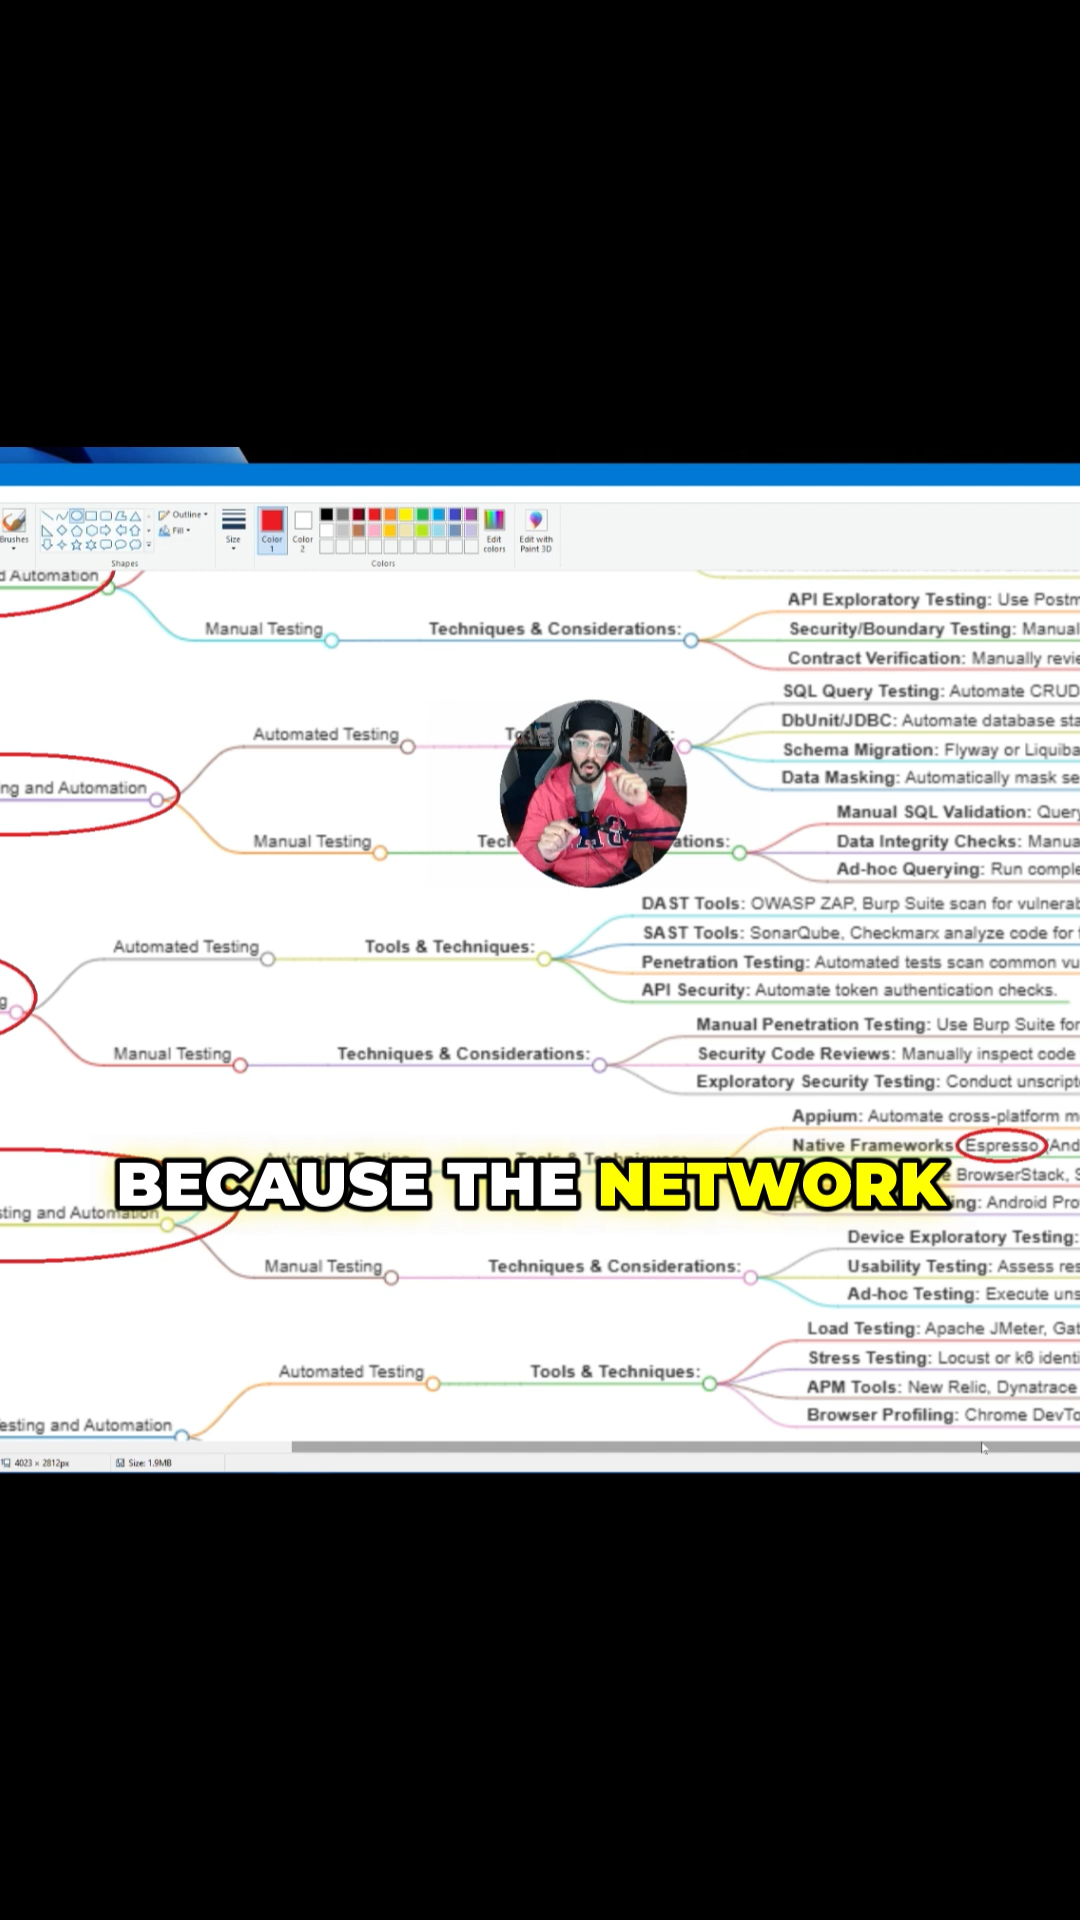 Outline
Brushes
Fill
Size
Color
1
Color
2
Edit
colors
Edit with
Paint 3D
Shapes
Colors
d Automation
API Exploratory Testing: Use Postm
Manual Testing
Techniques & Considerations:
Security/Boundary Testing: Manual
Contract Verification: Manually revie
SQL Query Testing: Automate CRUD
Automated Testing
DbUnit/JDBC: Automate database sta
Schema Migration: Flyway or Liquiba
Data Masking: Automatically mask se
ng and Automation
Manual SQL Validation: Query
Manual Testing
Tech
ations:
Data Integrity Checks: Manua
Ad-hoc Querying: Run comple
DAST Tools: OWASP ZAP, Burp Suite scan for vulnerab
Automated Testing
Tools & Techniques:
SAST Tools: SonarQube, Checkmarx analyze code for f
Penetration Testing: Automated tests scan common vu
API Security: Automate token authentication checks.
g
Manual Penetration Testing: Use Burp Suite for
Manual Testing
Techniques & Considerations:
Security Code Reviews: Manually inspect code
Exploratory Security Testing: Conduct unscripte
Appium: Automate cross-platform m
Native Frameworks: Espresso (And
BECAUSE THE NETWORK
e BrowserStack, S
ing: Android Pro
sting and Automation
Device Exploratory Testing:
Manual Testing
Techniques & Considerations:
Usability Testing: Assess res
Ad-hoc Testing: Execute uns
Load Testing: Apache JMeter, Gat
Automated Testing
Tools & Techniques:
Stress Testing: Locust or k6 identi
APM Tools: New Relic, Dynatrace
Browser Profiling: Chrome DevTo
esting and Automation
4023 × 2812px
Size: 1.9MB